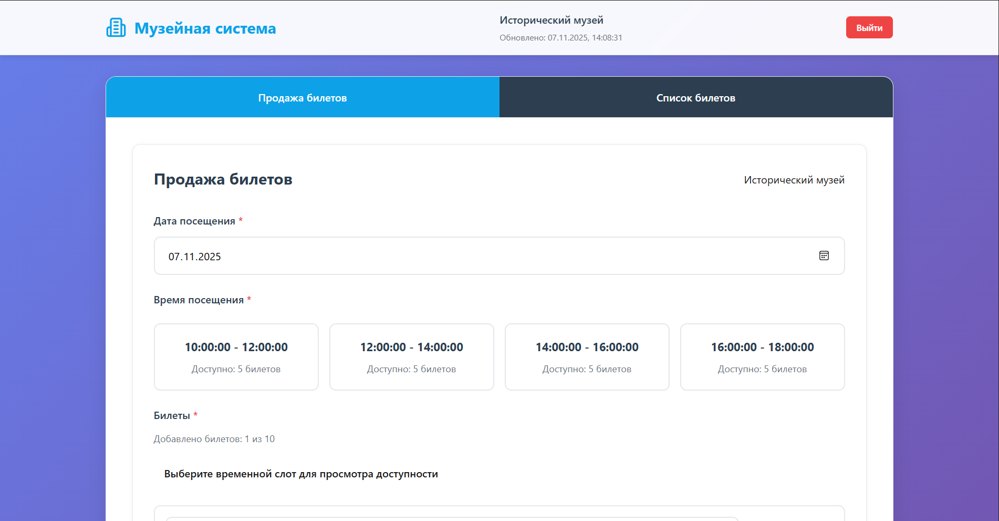 Музейная система
Исторический музей
Обновлено: 07.11.2025, 14:08:31
Выйти
Продажа билетов
Список билетов
Продажа билетов
Исторический музей
Дата посещения *
07.11.2025
Время посещения *
10:00:00 - 12:00:00
Доступно: 5 билетов
12:00:00 - 14:00:00
Доступно: 5 билетов
14:00:00 - 16:00:00
Доступно: 5 билетов
16:00:00 - 18:00:00
Доступно: 5 билетов
Билеты *
Добавлено билетов: 1 из 10
Выберите временной слот для просмотра доступности